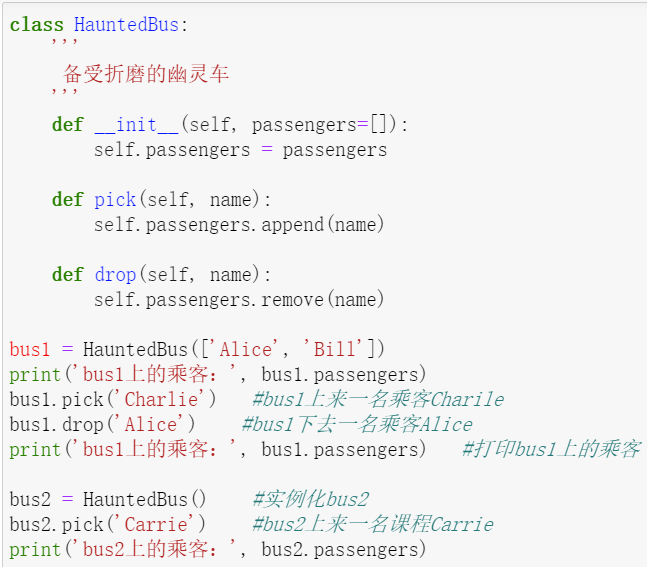 class HauntedBus:
    '''
     备受折磨的幽灵车
    '''
    def __init__(self, passengers=[]):
        self.passengers = passengers
    def pick(self, name):
        self.passengers.append(name)
    def drop(self, name):
        self.passengers.remove(name)
bus1 = HauntedBus(['Alice', 'Bill'])
print('bus1上的乘客：', bus1.passengers)
bus1.pick('Charlie')   #bus1上来一名乘客Charile
bus1.drop('Alice')    #bus1下去一名乘客Alice
print('bus1上的乘客：', bus1.passengers)   #打印bus1上的乘客
bus2 = HauntedBus()    #实例化bus2
bus2.pick('Carrie')    #bus2上来一名课程Carrie
print('bus2上的乘客：', bus2.passengers)